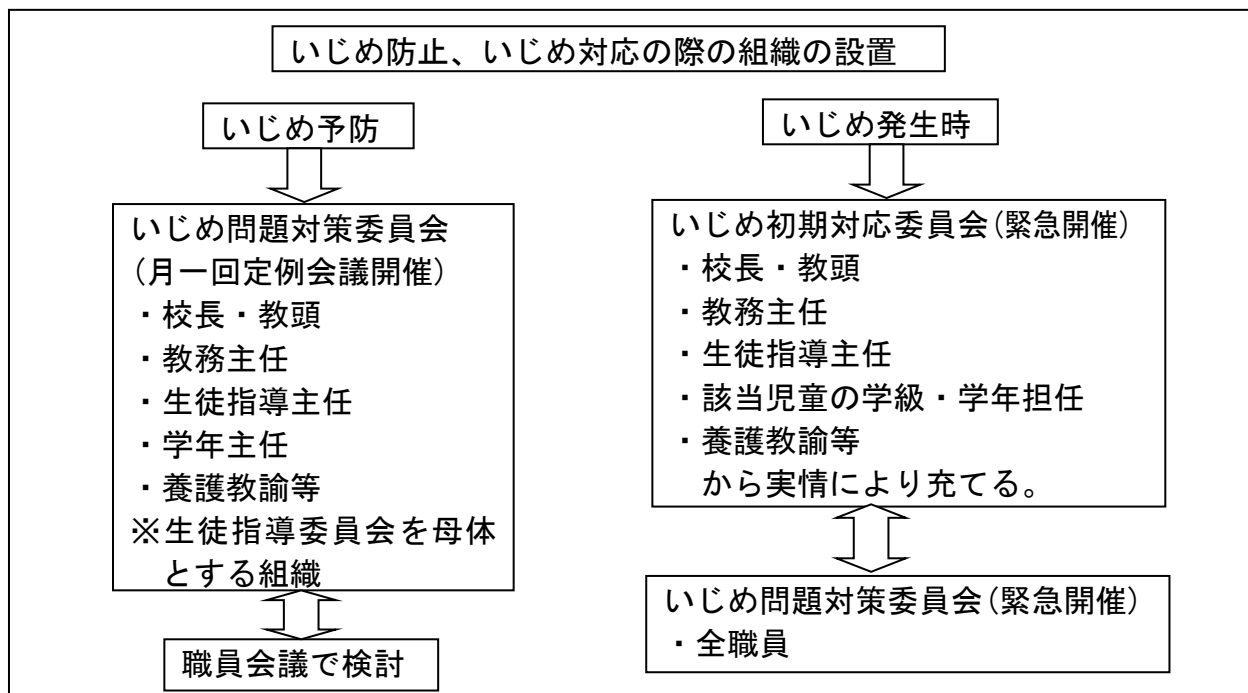 いじめ防止、いじめ対応の際の組織の設置
いじめ予防
いじめ問題対策委員会
(月一回定例会議開催)
・校長・教頭
・教務主任
・生徒指導主任
・学年主任
・養護教諭等
※生徒指導委員会を母体
とする組織
職員会議で検討
いじめ発生時
いじめ初期対応委員会(緊急開催)
・校長・教頭
・教務主任
・生徒指導主任
・該当児童の学級・学年担任
・養護教諭等
から実情により充てる。
いじめ問題対策委員会(緊急開催)
・全職員